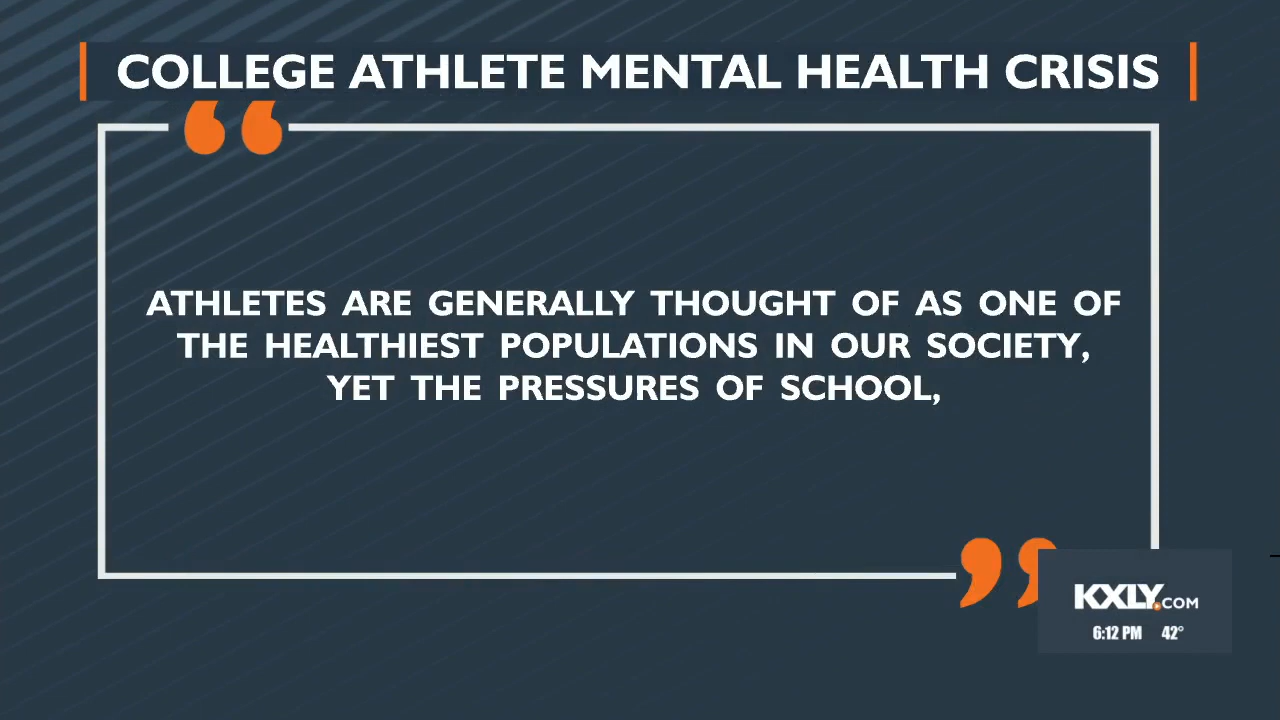 COLLEGE ATHLETE MENTAL HEALTH CRISIS
ATHLETES ARE GENERALLY THOUGHT OF AS ONE OF
THE HEALTHIEST POPULATIONS IN OUR SOCIETY,
YET THE PRESSURES OF SCHOOL,
KXLY.COM
6:12 PM 42°